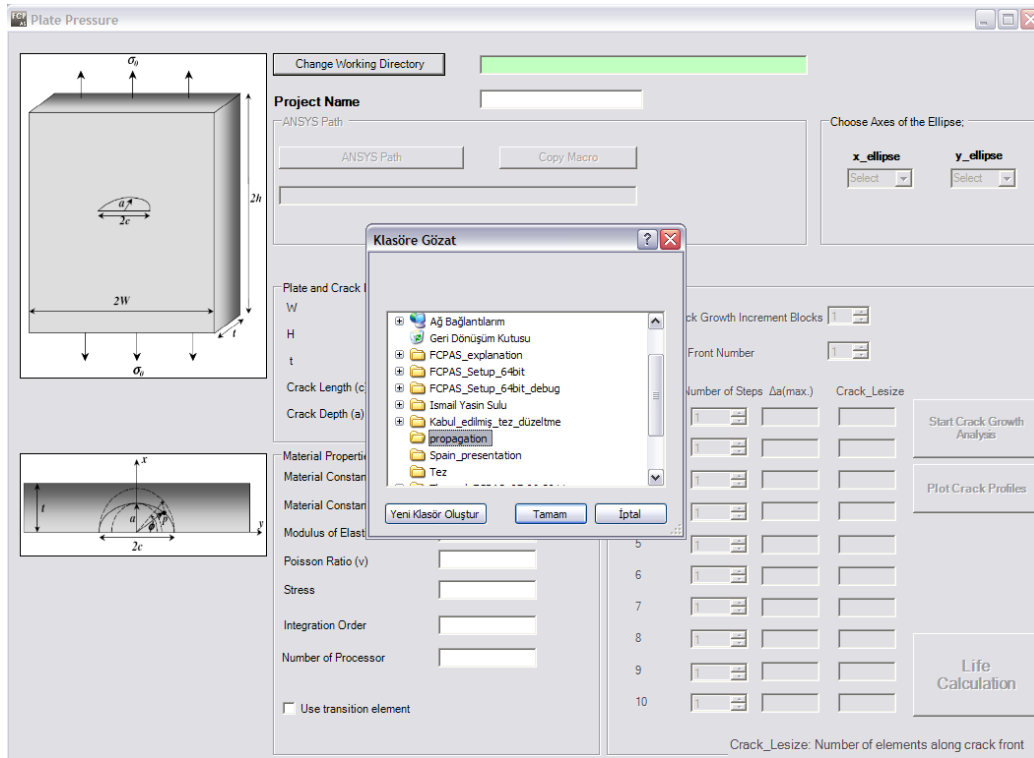 FCP
AS
Plate Pressure
σ₀
a
2c
2h
2W
t
σ₀
x
t
a
ϕ
p
y
2c
Change Working Directory
Project Name
ANSYS Path
ANSYS Path
Copy Macro
Choose Axes of the Ellipse;
x_ellipse
y_ellipse
Select
Select
Klasöre Gözat
Ağ Bağlantılarım
Geri Dönüşüm Kutusu
FCPAS_explanation
FCPAS_Setup_64bit
FCPAS_Setup_64bit_debug
Ismail Yasin Sulu
Kabul_edilmiş_tez_düzeltme
propagation
Spain_presentation
Tez
Yeni Klasör Oluştur
Tamam
İptal
Plate and Crack
W
H
t
Crack Length (c)
Crack Depth (a)
Material Properti
Material Constan
Material Constan
Modulus of Elast
Poisson Ratio (v)
Stress
Integration Order
Number of Processor
Use transition element
ck Growth Increment Blocks
1
Front Number
1
Number of Steps
Δa(max.)
Crack_Lesize
1
1
1
1
5
1
6
1
7
1
8
1
9
1
10
1
Start Crack Growth
Analysis
Plot Crack Profiles
Life
Calculation
Crack_Lesize: Number of elements along crack front